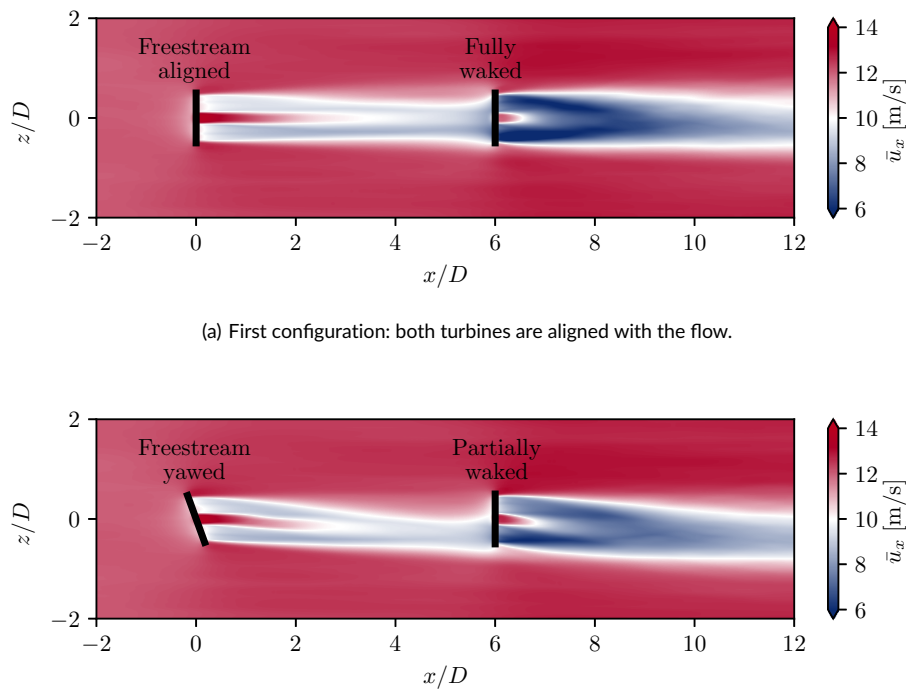 2
0
−2
z/D
Freestream
aligned
Fully
waked
−2 0 2 4 6 8 10 12
x/D
14
12
10
8
6
ūx [m/s]
(a) First configuration: both turbines are aligned with the flow.
2
0
−2
z/D
Freestream
yawed
Partially
waked
−2 0 2 4 6 8 10 12
x/D
14
12
10
8
6
ūx [m/s]